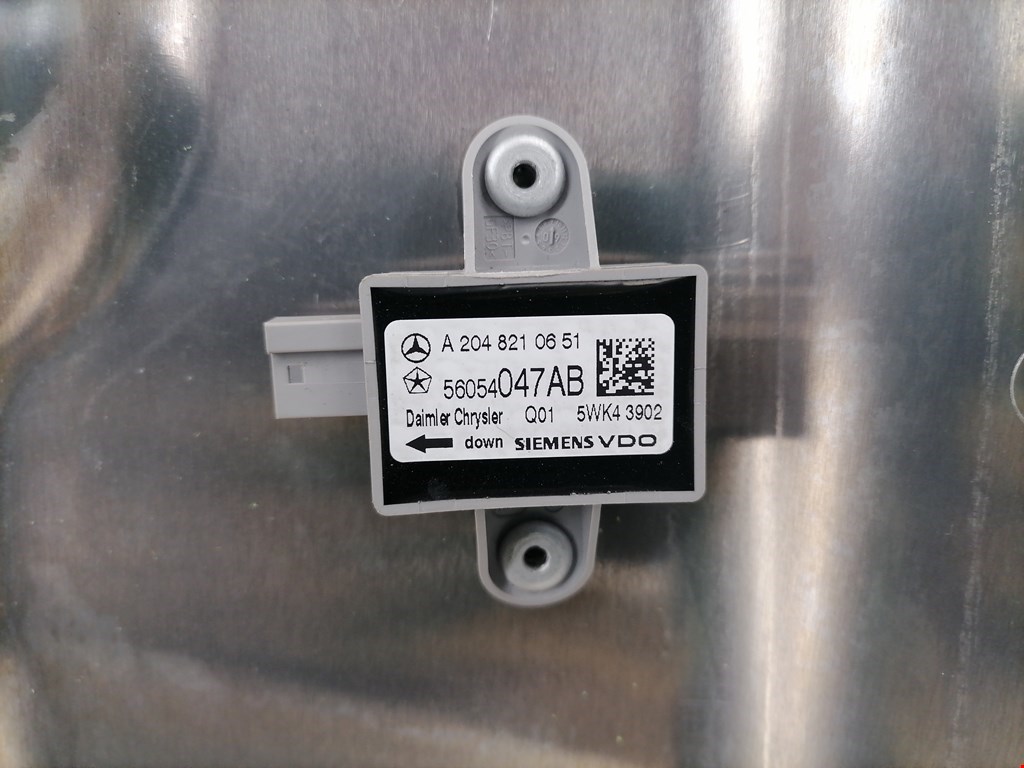 A 204 821 06 51
56054047AB
Daimler Chrysler Q01 5WK4 3902
down SIEMENS VDO